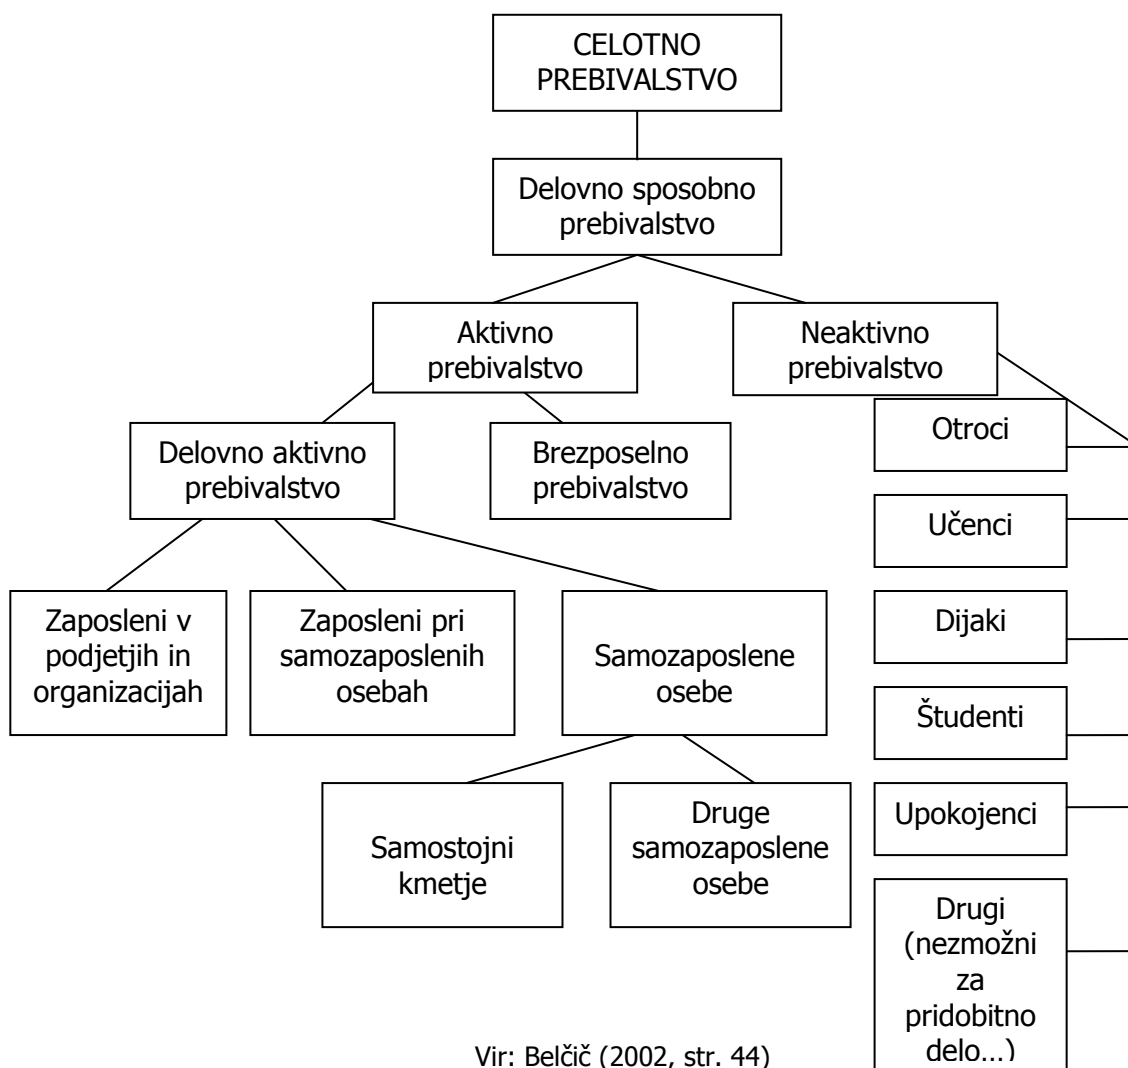 CELOTNO
PREBIVALSTVO
Delovno sposobno
prebivalstvo
Aktivno
prebivalstvo
Neaktivno
prebivalstvo
Delovno aktivno
prebivalstvo
Brezposelno
prebivalstvo
Otroci
Učenci
Dijaki
Študenti
Upokojenci
Drugi
(nezmožni
za
pridobitno
delo...)
Zaposleni v
podjetjih in
organizacijah
Zaposleni pri
samozaposlenih
osebah
Samozaposlene
osebe
Samostojni
kmetje
Druge
samozaposlene
osebe
Vir: Belčič (2002, str. 44)